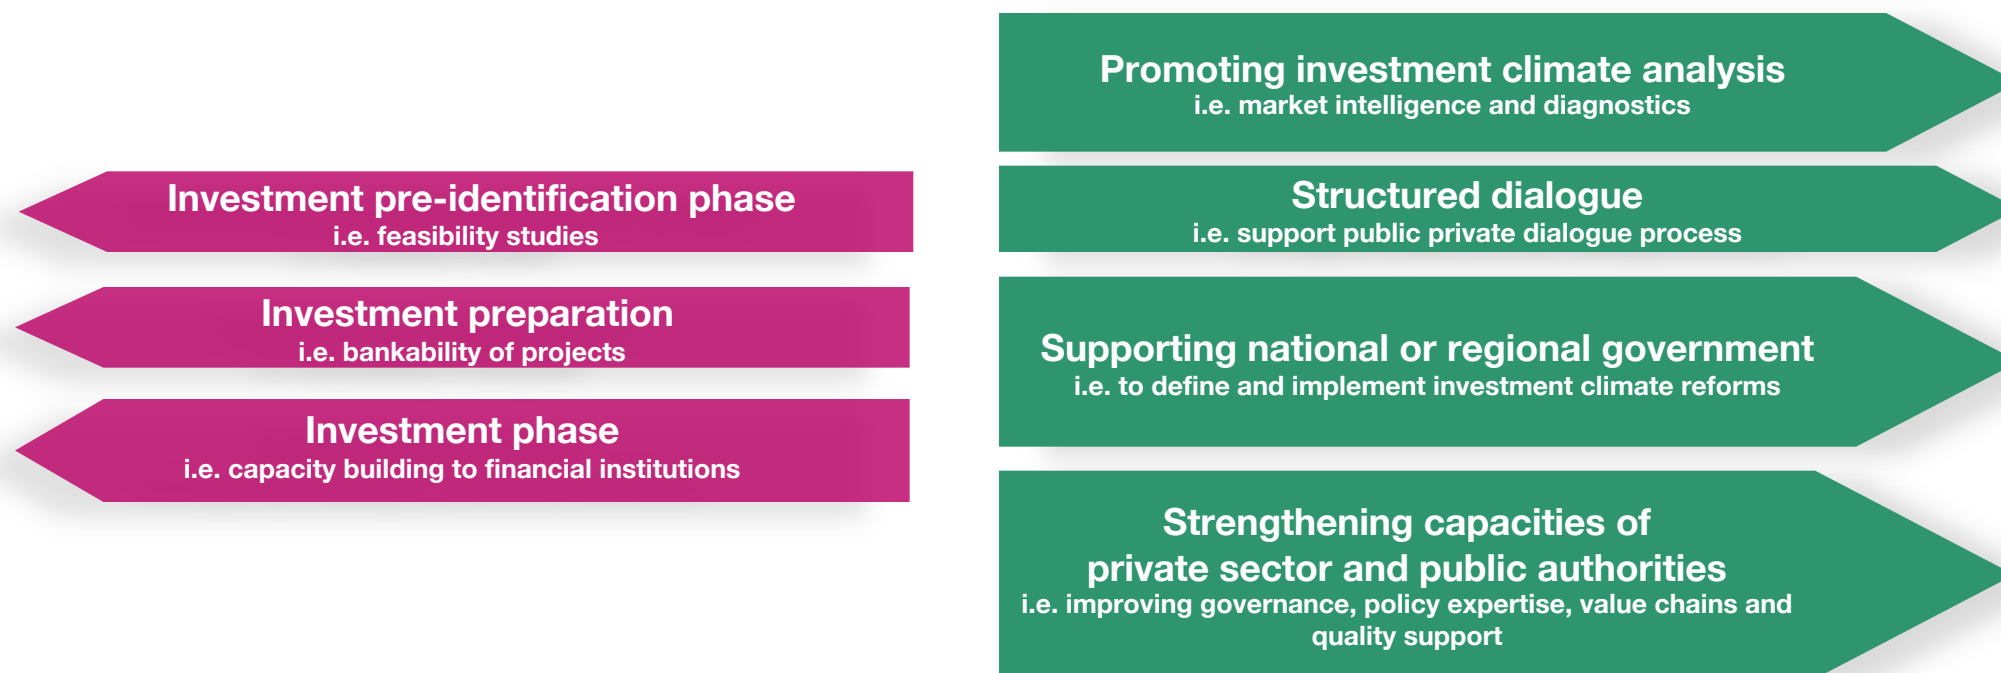 Investment pre-identification phase
i.e. feasibility studies
Investment preparation
i.e. bankability of projects
Investment phase
i.e. capacity building to financial institutions
Promoting investment climate analysis
i.e. market intelligence and diagnostics
Structured dialogue
i.e. support public private dialogue process
Supporting national or regional government
i.e. to define and implement investment climate reforms
Strengthening capacities of
private sector and public authorities
i.e. improving governance, policy expertise, value chains and
quality support